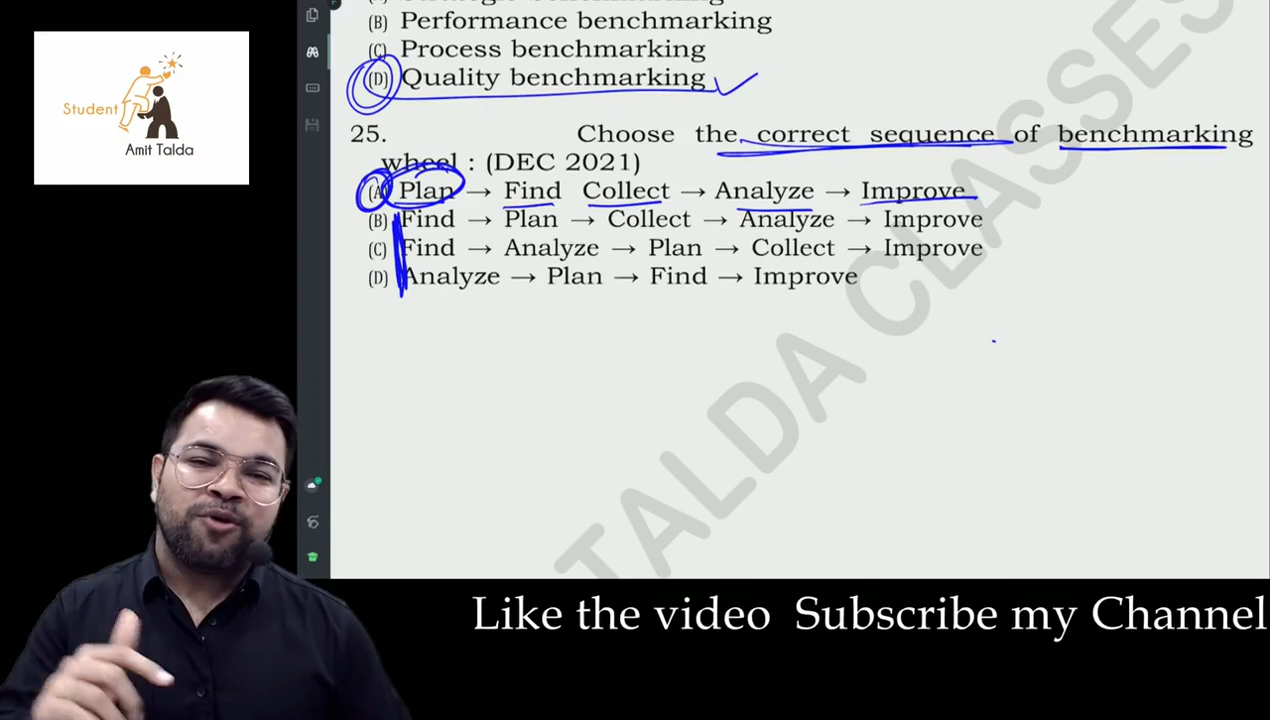 Student
Amit Talda
(B) Performance benchmarking
(C) Process benchmarking
(D) Quality benchmarking
25. Choose the correct sequence of benchmarking
wheel : (DEC 2021)
(A) Plan → Find Collect → Analyze → Improve
(B) Find → Plan → Collect → Analyze → Improve
(C) Find → Analyze → Plan → Collect → Improve
(D) Analyze → Plan → Find → Improve
TALDA CLASSES
Like the video Subscribe my Channel